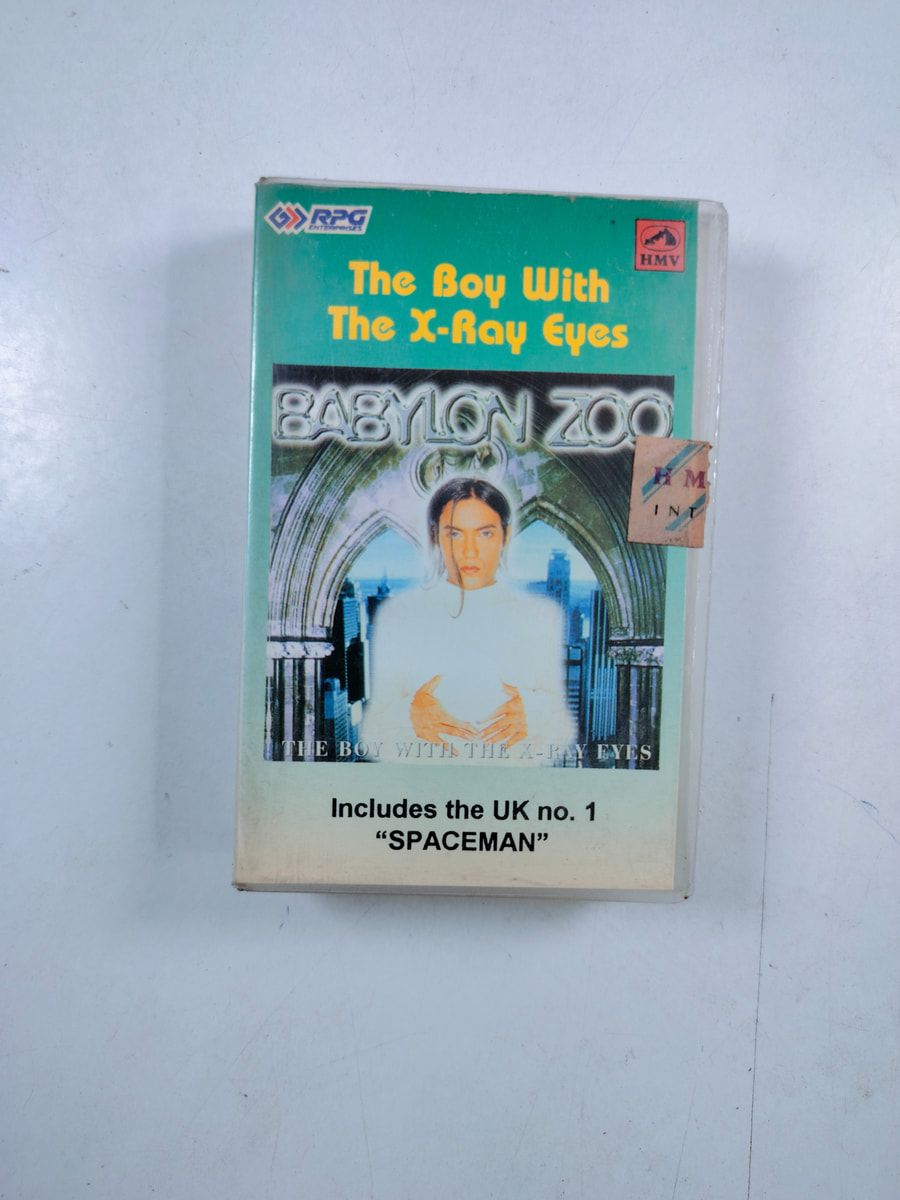 RPG
ENTERPRISES
HMV
The Boy With
The X-Ray Eyes
BABYLON ZOO
H M
INT
THE BOY WITH THE X-RAY EYES
Includes the UK no. 1
“SPACEMAN”